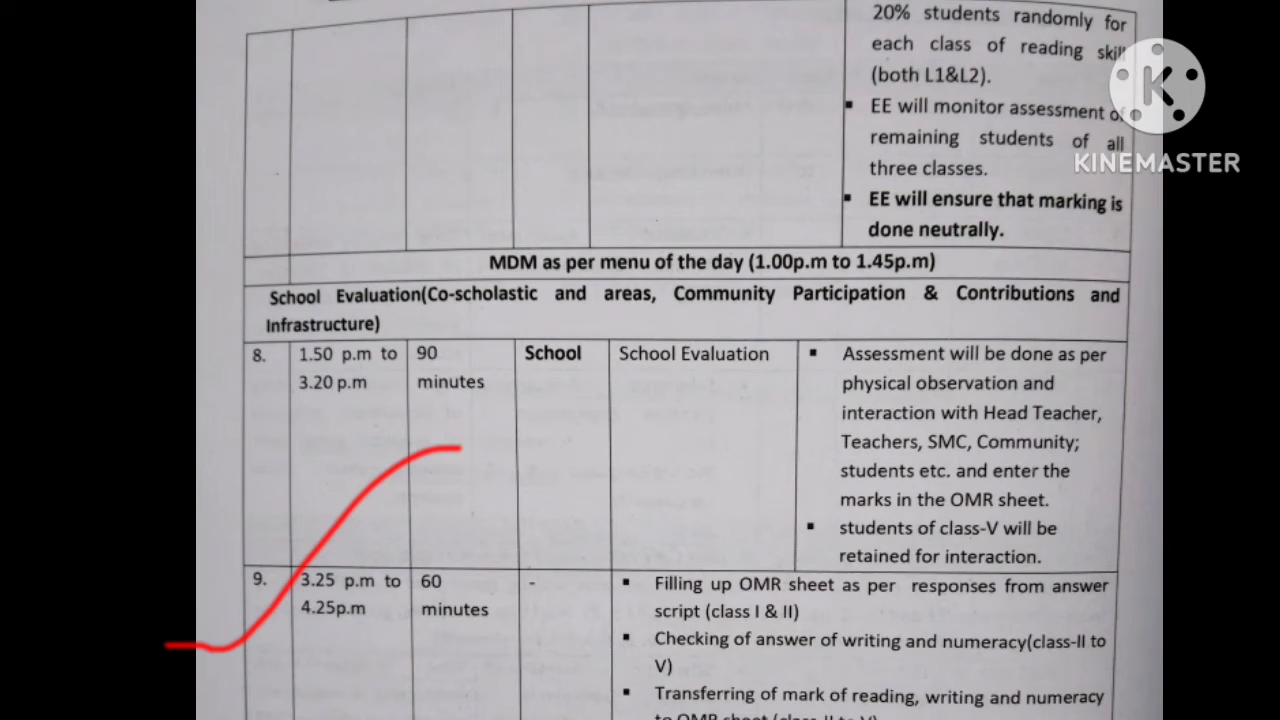 20% students randomly for
each class of reading skill
(both L1&L2).
▪ EE will monitor assessment of
remaining students of all
three classes.
▪ EE will ensure that marking is
done neutrally.
K
KINEMASTER
MDM as per menu of the day (1.00p.m to 1.45p.m)
School Evaluation(Co-scholastic and areas, Community Participation & Contributions and
Infrastructure)
8.
1.50 p.m to
3.20 p.m
90
minutes
School
School Evaluation
▪ Assessment will be done as per
physical observation and
interaction with Head Teacher,
Teachers, SMC, Community;
students etc. and enter the
marks in the OMR sheet.
▪ students of class-V will be
retained for interaction.
9.
3.25 p.m to
4.25p.m
60
minutes
-
▪ Filling up OMR sheet as per responses from answer
script (class I & II)
▪ Checking of answer of writing and numeracy(class-II to
V)
▪ Transferring of mark of reading, writing and numeracy
to OMR sheet (class-II to V)